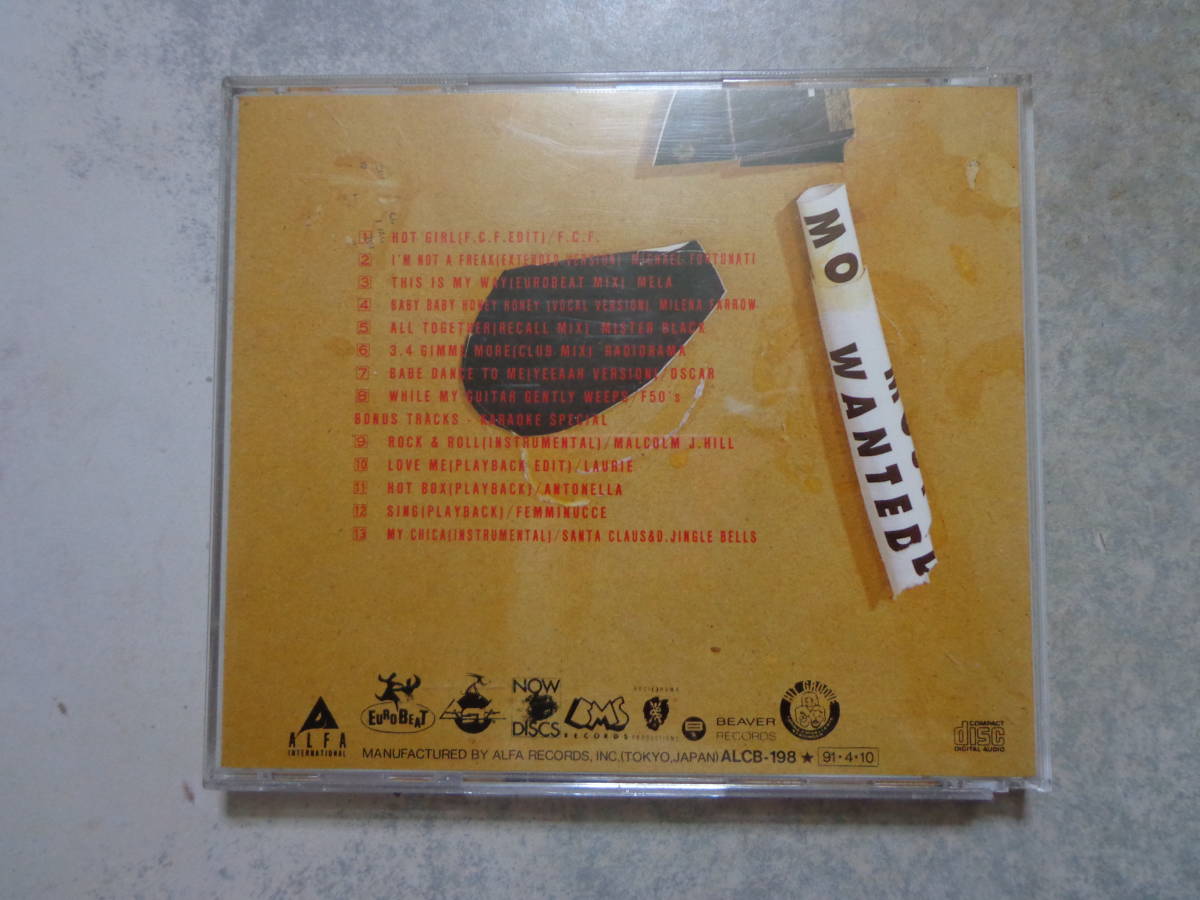 1 HOT GIRL(F.C.F.EDIT)/F.C.F.
2 I'M NOT A FREAK(EXTENDED VERSION) MICHAEL FORTUNATI
3 THIS IS MY WAY(EUROBEAT MIX) MELA
4 BABY BABY HONEY HONEY (VOCAL VERSION) MILENA FARROW
5 ALL TOGETHER(RECALL MIX) MISTER BLACK
6 3.4 GIMME MORE(CLUB MIX) RADIORAMA
7 BABE DANCE TO ME(YEEAAH VERSION)/OSCAR
8 WHILE MY GUITAR GENTLY WEEPS/F50's
BONUS TRACKS - KARAOKE SPECIAL
9 ROCK & ROLL(INSTRUMENTAL)/MALCOLM J.HILL
10 LOVE ME(PLAYBACK EDIT)/LAURIE
11 HOT BOX(PLAYBACK)/ANTONELLA
12 SING(PLAYBACK)/FEMMINUCCE
13 MY CHICA(INSTRUMENTAL)/SANTA CLAUS&D.JINGLE BELLS
MO WANTED
ALFA
INTERNATIONAL
EUROBEAT
NOW
DISCS
BMS
RECORDS
PRODUCTIONS
BEAVER
RECORDS
HIT GROOVE
COMPACT
disc
DIGITAL AUDIO
MANUFACTURED BY ALFA RECORDS, INC.(TOKYO,JAPAN) ALCB-198 ★ 91・4・10